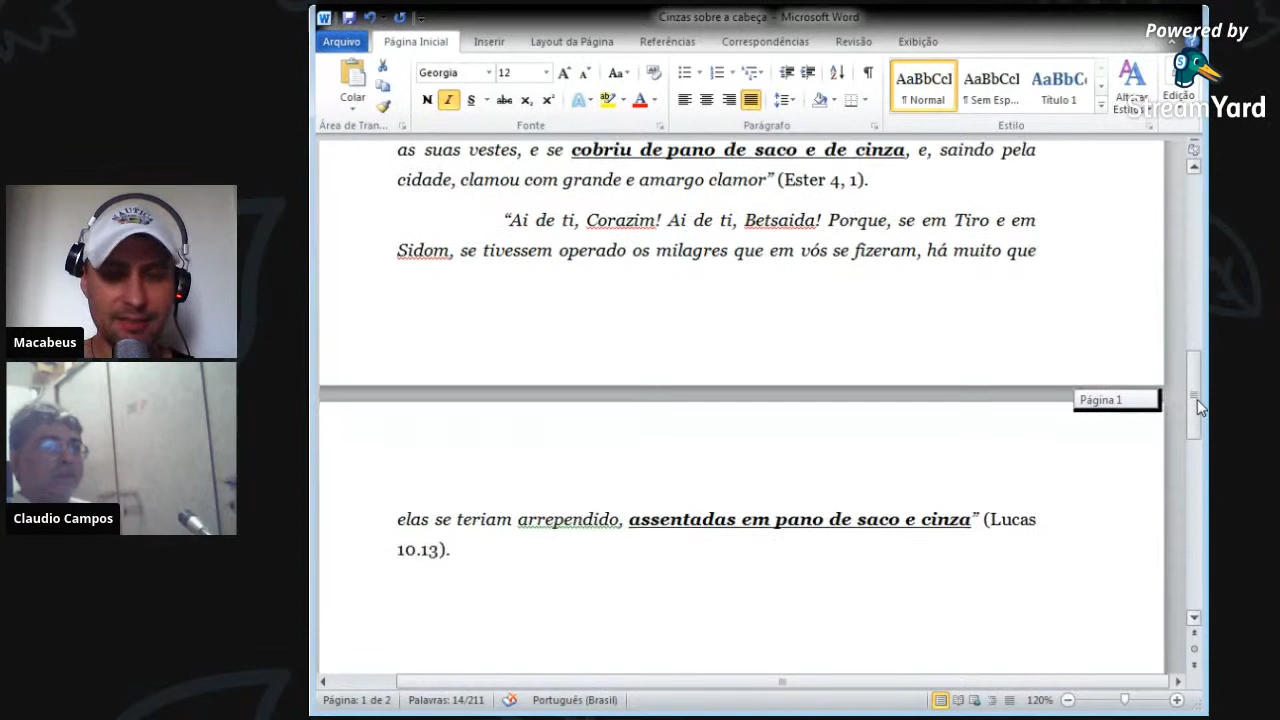 Cinzas sobre a cabeça - Microsoft Word
Powered by
StreamYard
Arquivo Página Inicial Inserir Layout da Página Referências Correspondências Revisão Exibição
Georgia 12
Colar
N I S abc x₂ x²
AaBbCcI AaBbCcI AaBbC
¶ Normal ¶ Sem Esp... Título 1
Alterar Estilos
Edição
Área de Tran... Fonte Parágrafo Estilo
as suas vestes, e se cobriu de pano de saco e de cinza, e, saindo pela
cidade, clamou com grande e amargo clamor” (Ester 4, 1).
“Ai de ti, Corazim! Ai de ti, Betsaida! Porque, se em Tiro e em
Sidom, se tivessem operado os milagres que em vós se fizeram, há muito que
Página 1
elas se teriam arrependido, assentadas em pano de saco e cinza” (Lucas
10.13).
Macabeus
Claudio Campos
Página: 1 de 2 Palavras: 14/211 Português (Brasil) 120%